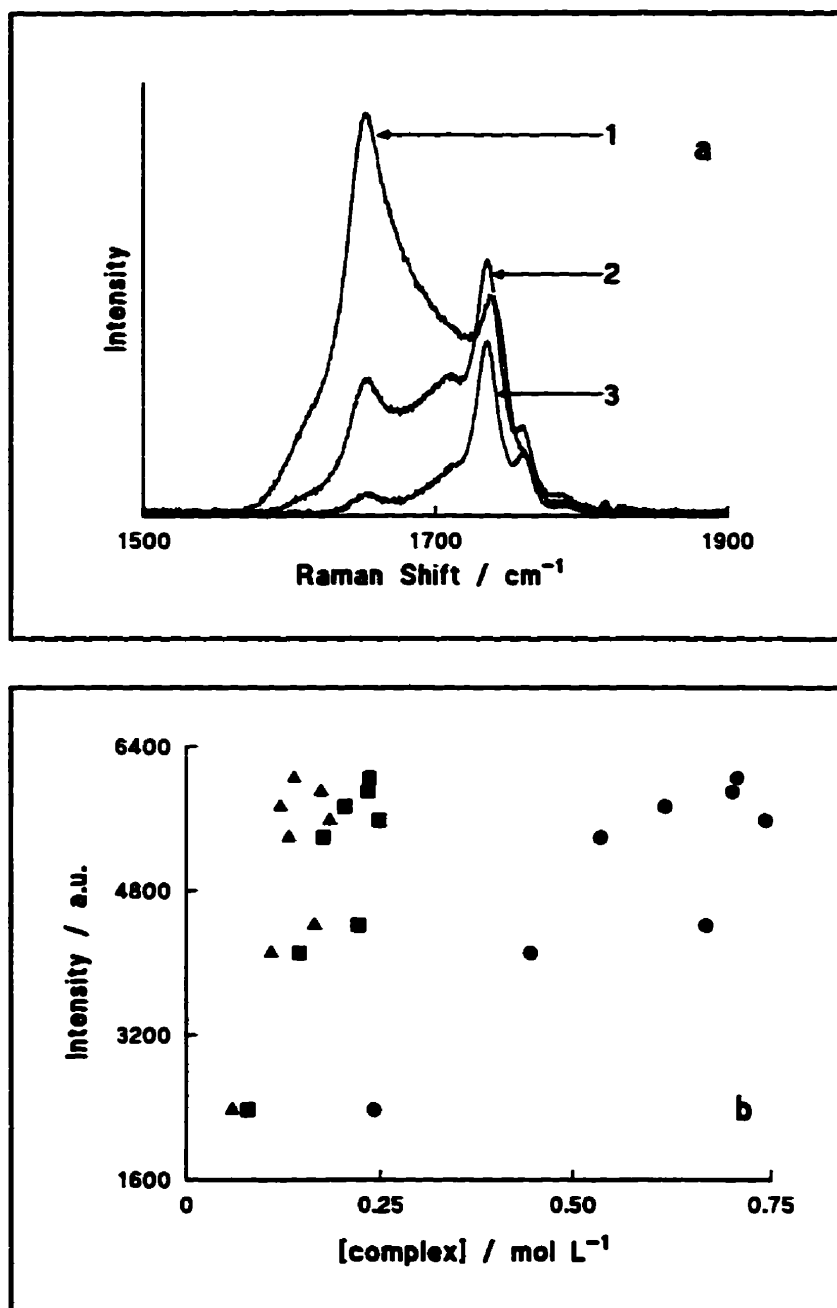 1
a
2
3
Intensity
1500 1700 1900
Raman Shift / cm⁻¹
6400
4800
3200
1600
Intensity / a.u.
b
0 0.25 0.50 0.75
[complex] / mol L⁻¹